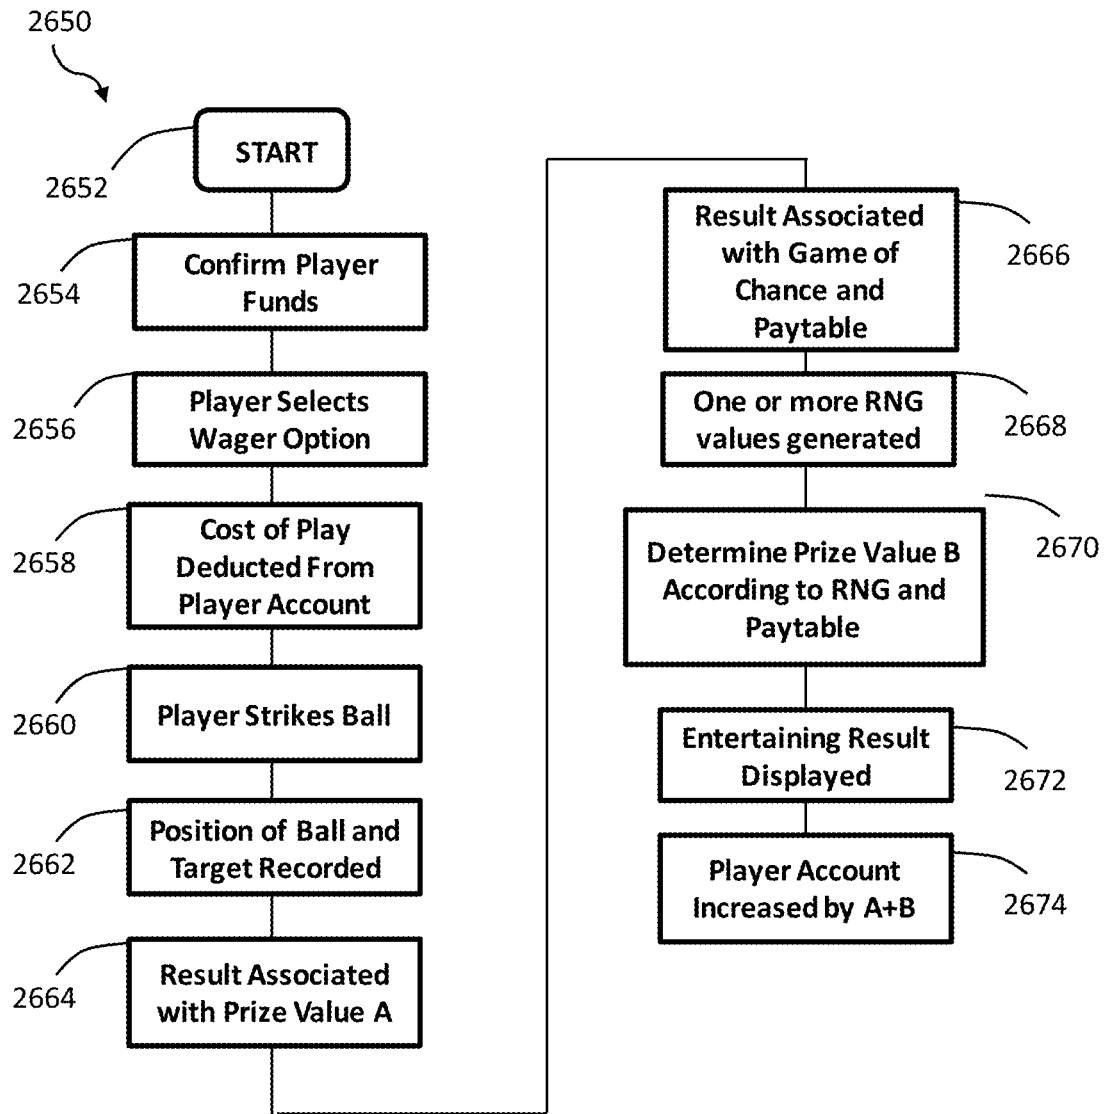 2650
START
2652
Confirm Player
Funds
2654
Player Selects
Wager Option
2656
Cost of Play
Deducted From
Player Account
2658
Player Strikes Ball
2660
Position of Ball and
Target Recorded
2662
Result Associated
with Prize Value A
2664
Result Associated
with Game of
Chance and
Paytable
2666
One or more RNG
values generated
2668
Determine Prize Value B
According to RNG and
Paytable
2670
Entertaining Result
Displayed
2672
Player Account
Increased by A+B
2674